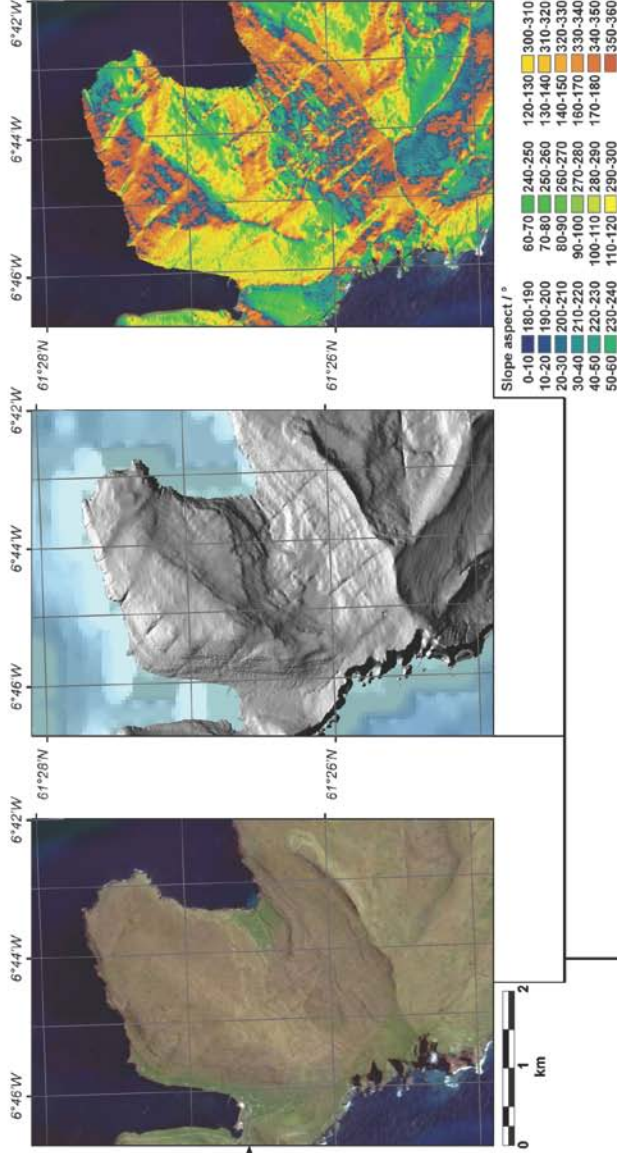 6°46'W 6°44'W 6°42'W
6°46'W 6°44'W 6°42'W
6°46'W 6°44'W 6°42'W
61°28'N
61°28'N
61°26'N
61°26'N
0 1 2
km
Slope aspect / °
0-10 180-190 60-70 240-250 120-130 300-310
10-20 190-200 70-80 250-260 130-140 310-320
20-30 200-210 80-90 260-270 140-150 320-330
30-40 210-220 90-100 270-280 160-170 330-340
40-50 220-230 100-110 280-290 170-180 340-350
50-60 230-240 110-120 290-300 350-360